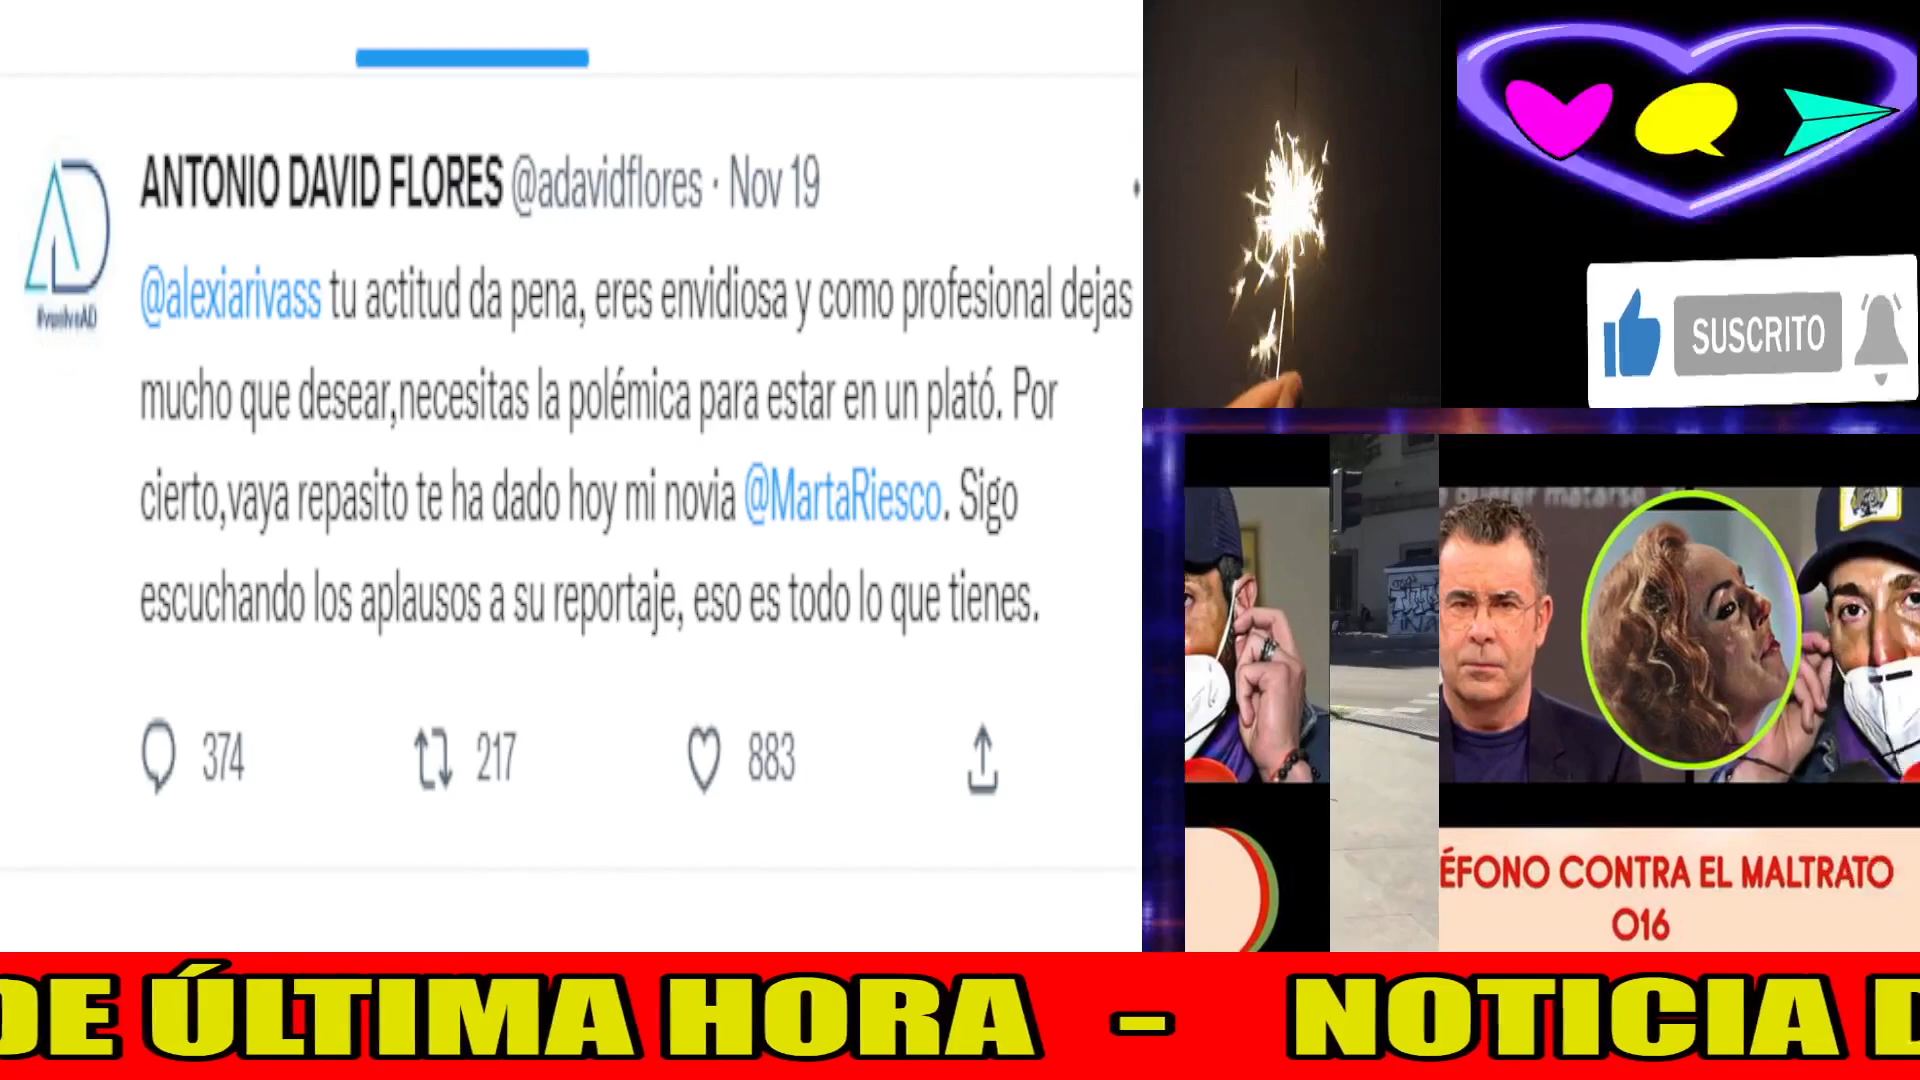 ANTONIO DAVID FLORES @adavidflores · Nov 19
@alexiarivass tu actitud da pena, eres envidiosa y como profesional dejas
mucho que desear,necesitas la polémica para estar en un plató. Por
cierto,vaya repasito te ha dado hoy mi novia @MartaRiesco. Sigo
escuchando los aplausos a su reportaje, eso es todo lo que tienes.
374 217 883
SUSCRITO
ÉFONO CONTRA EL MALTRATO
016
DE ÚLTIMA HORA - NOTICIA D